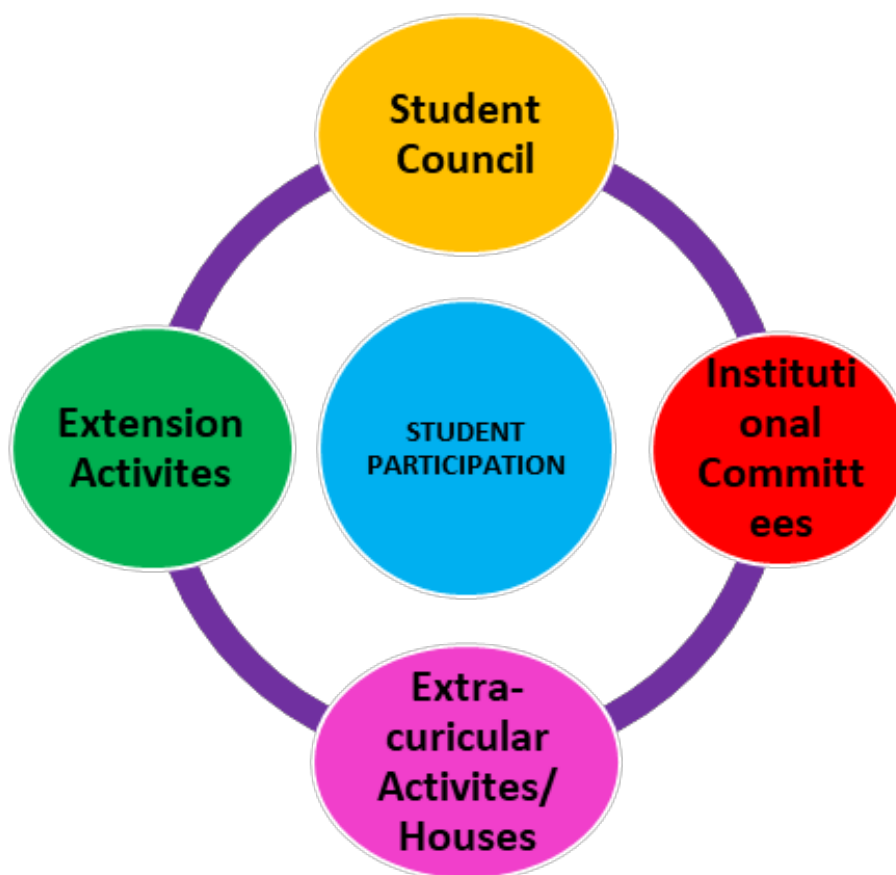 Student
Council
Extension
Activites
STUDENT
PARTICIPATION
Instituti
onal
Committ
ees
Extra-
curicular
Activites/
Houses